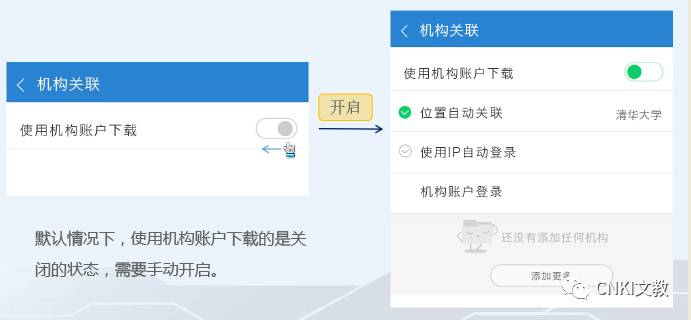 机构关联
使用机构账户下载
默认情况下，使用机构账户下载的是关
闭的状态，需要手动开启。
开启
机构关联
使用机构账户下载
位置自动关联 清华大学
使用IP自动登录
机构账户登录
还没有添加任何机构
添加更多
CNKI文教